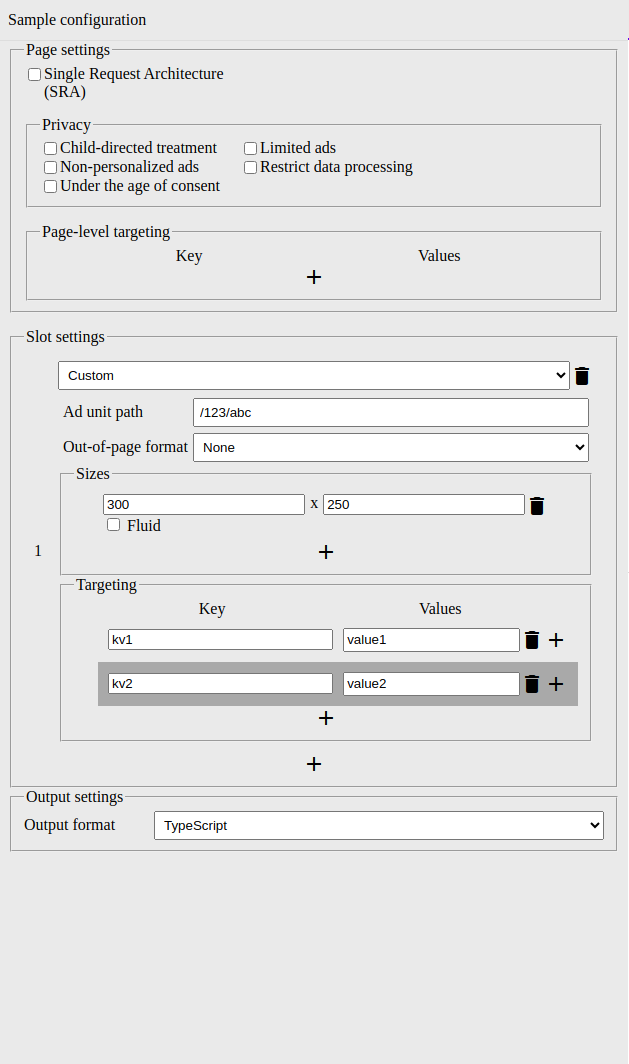 Sample configuration
Page settings
Single Request Architecture
(SRA)
Privacy
Child-directed treatment Limited ads
Non-personalized ads Restrict data processing
Under the age of consent
Page-level targeting
Key Values
+
Slot settings
Custom
Ad unit path /123/abc
Out-of-page format None
Sizes
300 x 250
Fluid
+
1
Targeting
Key Values
kv1 value1 +
kv2 value2 +
+
+
Output settings
Output format TypeScript